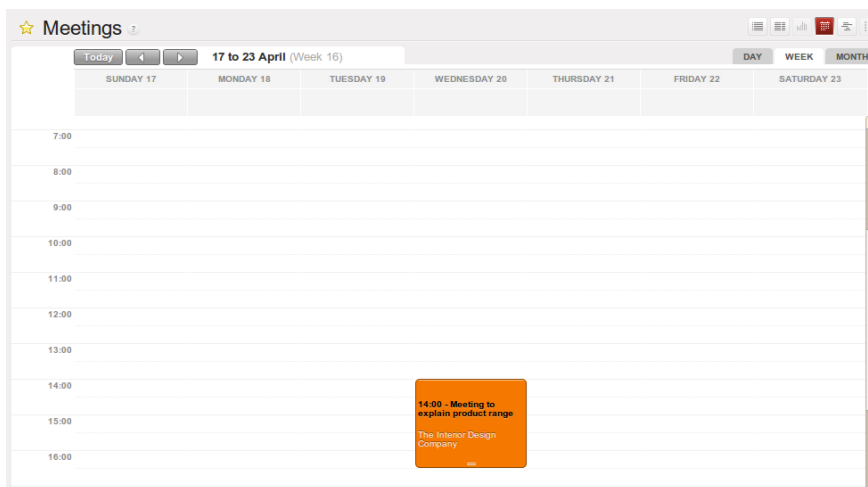 Meetings ?
Today 17 to 23 April (Week 16) DAY WEEK MONTH
SUNDAY 17 MONDAY 18 TUESDAY 19 WEDNESDAY 20 THURSDAY 21 FRIDAY 22 SATURDAY 23
7:00
8:00
9:00
10:00
11:00
12:00
13:00
14:00
14:00 - Meeting to
explain product range
15:00
The Interior Design
Company
16:00